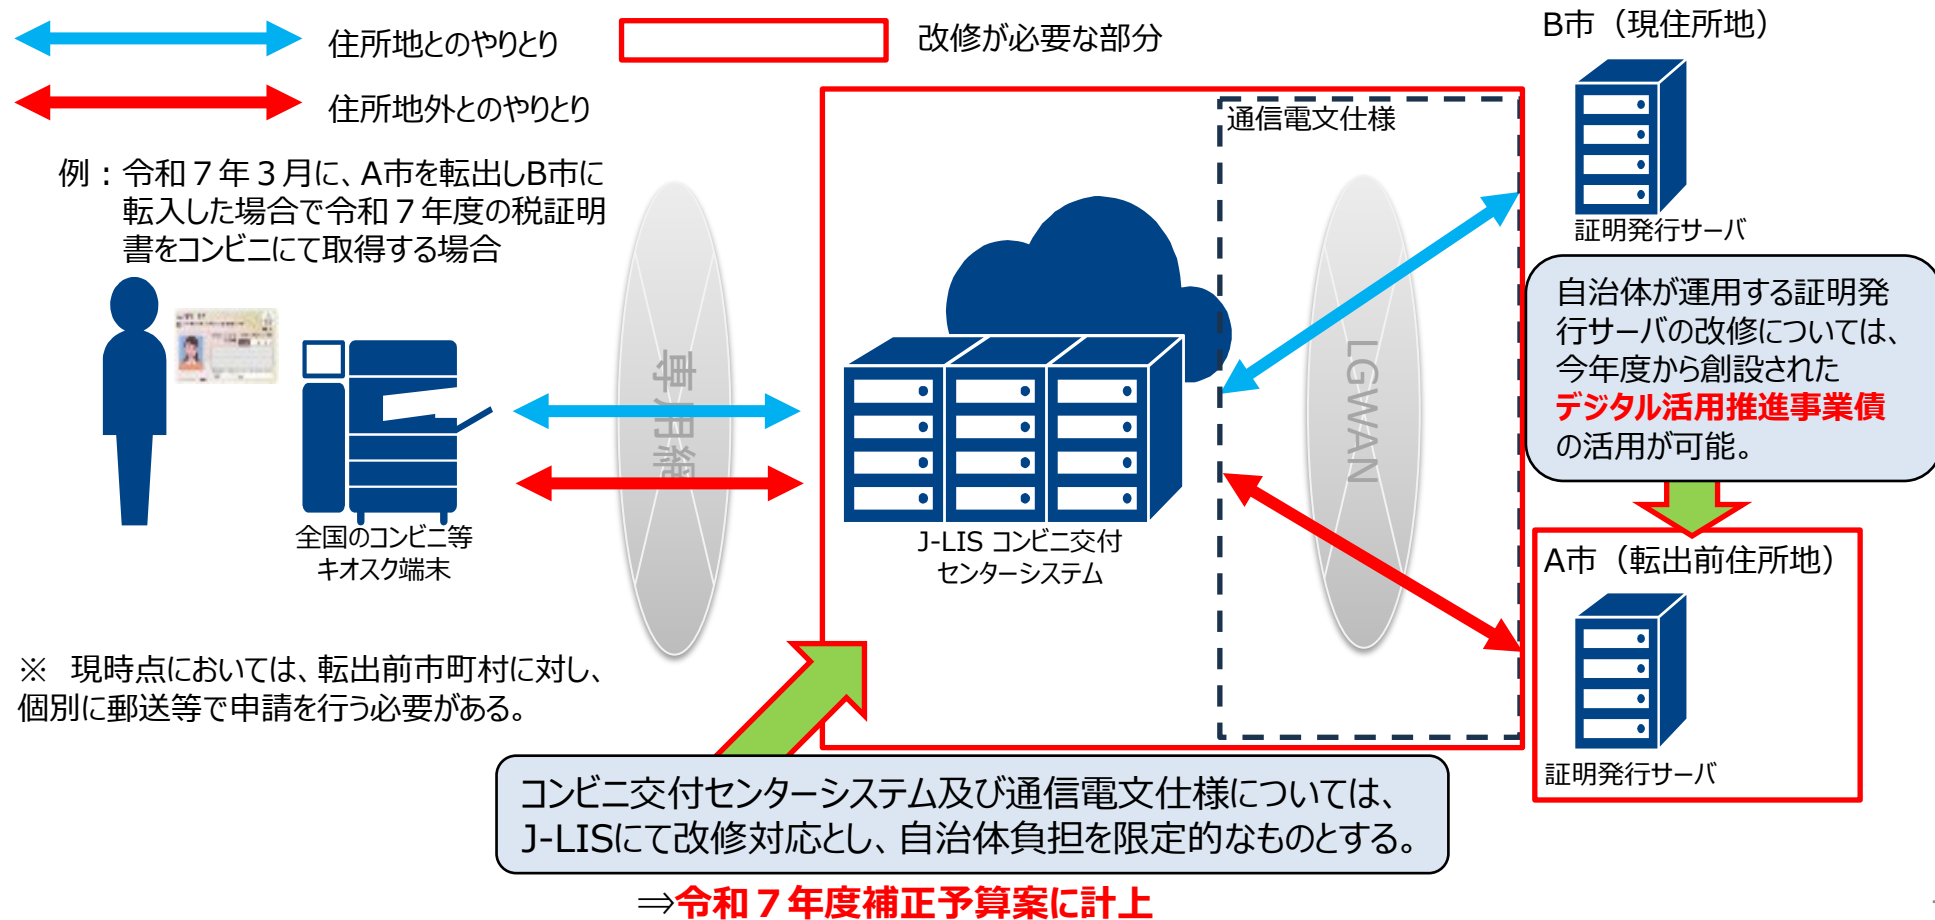 住所地とのやりとり
改修が必要な部分
住所地外とのやりとり
例：令和７年３月に、A市を転出しB市に
転入した場合で令和７年度の税証明
書をコンビニにて取得する場合
全国のコンビニ等
キオスク端末
※　現時点においては、転出前市町村に対し、
個別に郵送等で申請を行う必要がある。
専用網
J-LIS コンビニ交付
センターシステム
通信電文仕様
LGWAN
B市（現住所地）
証明発行サーバ
自治体が運用する証明発
行サーバの改修については、
今年度から創設された
デジタル活用推進事業債
の活用が可能。
A市（転出前住所地）
証明発行サーバ
コンビニ交付センターシステム及び通信電文仕様については、
J-LISにて改修対応とし、自治体負担を限定的なものとする。
⇒令和７年度補正予算案に計上